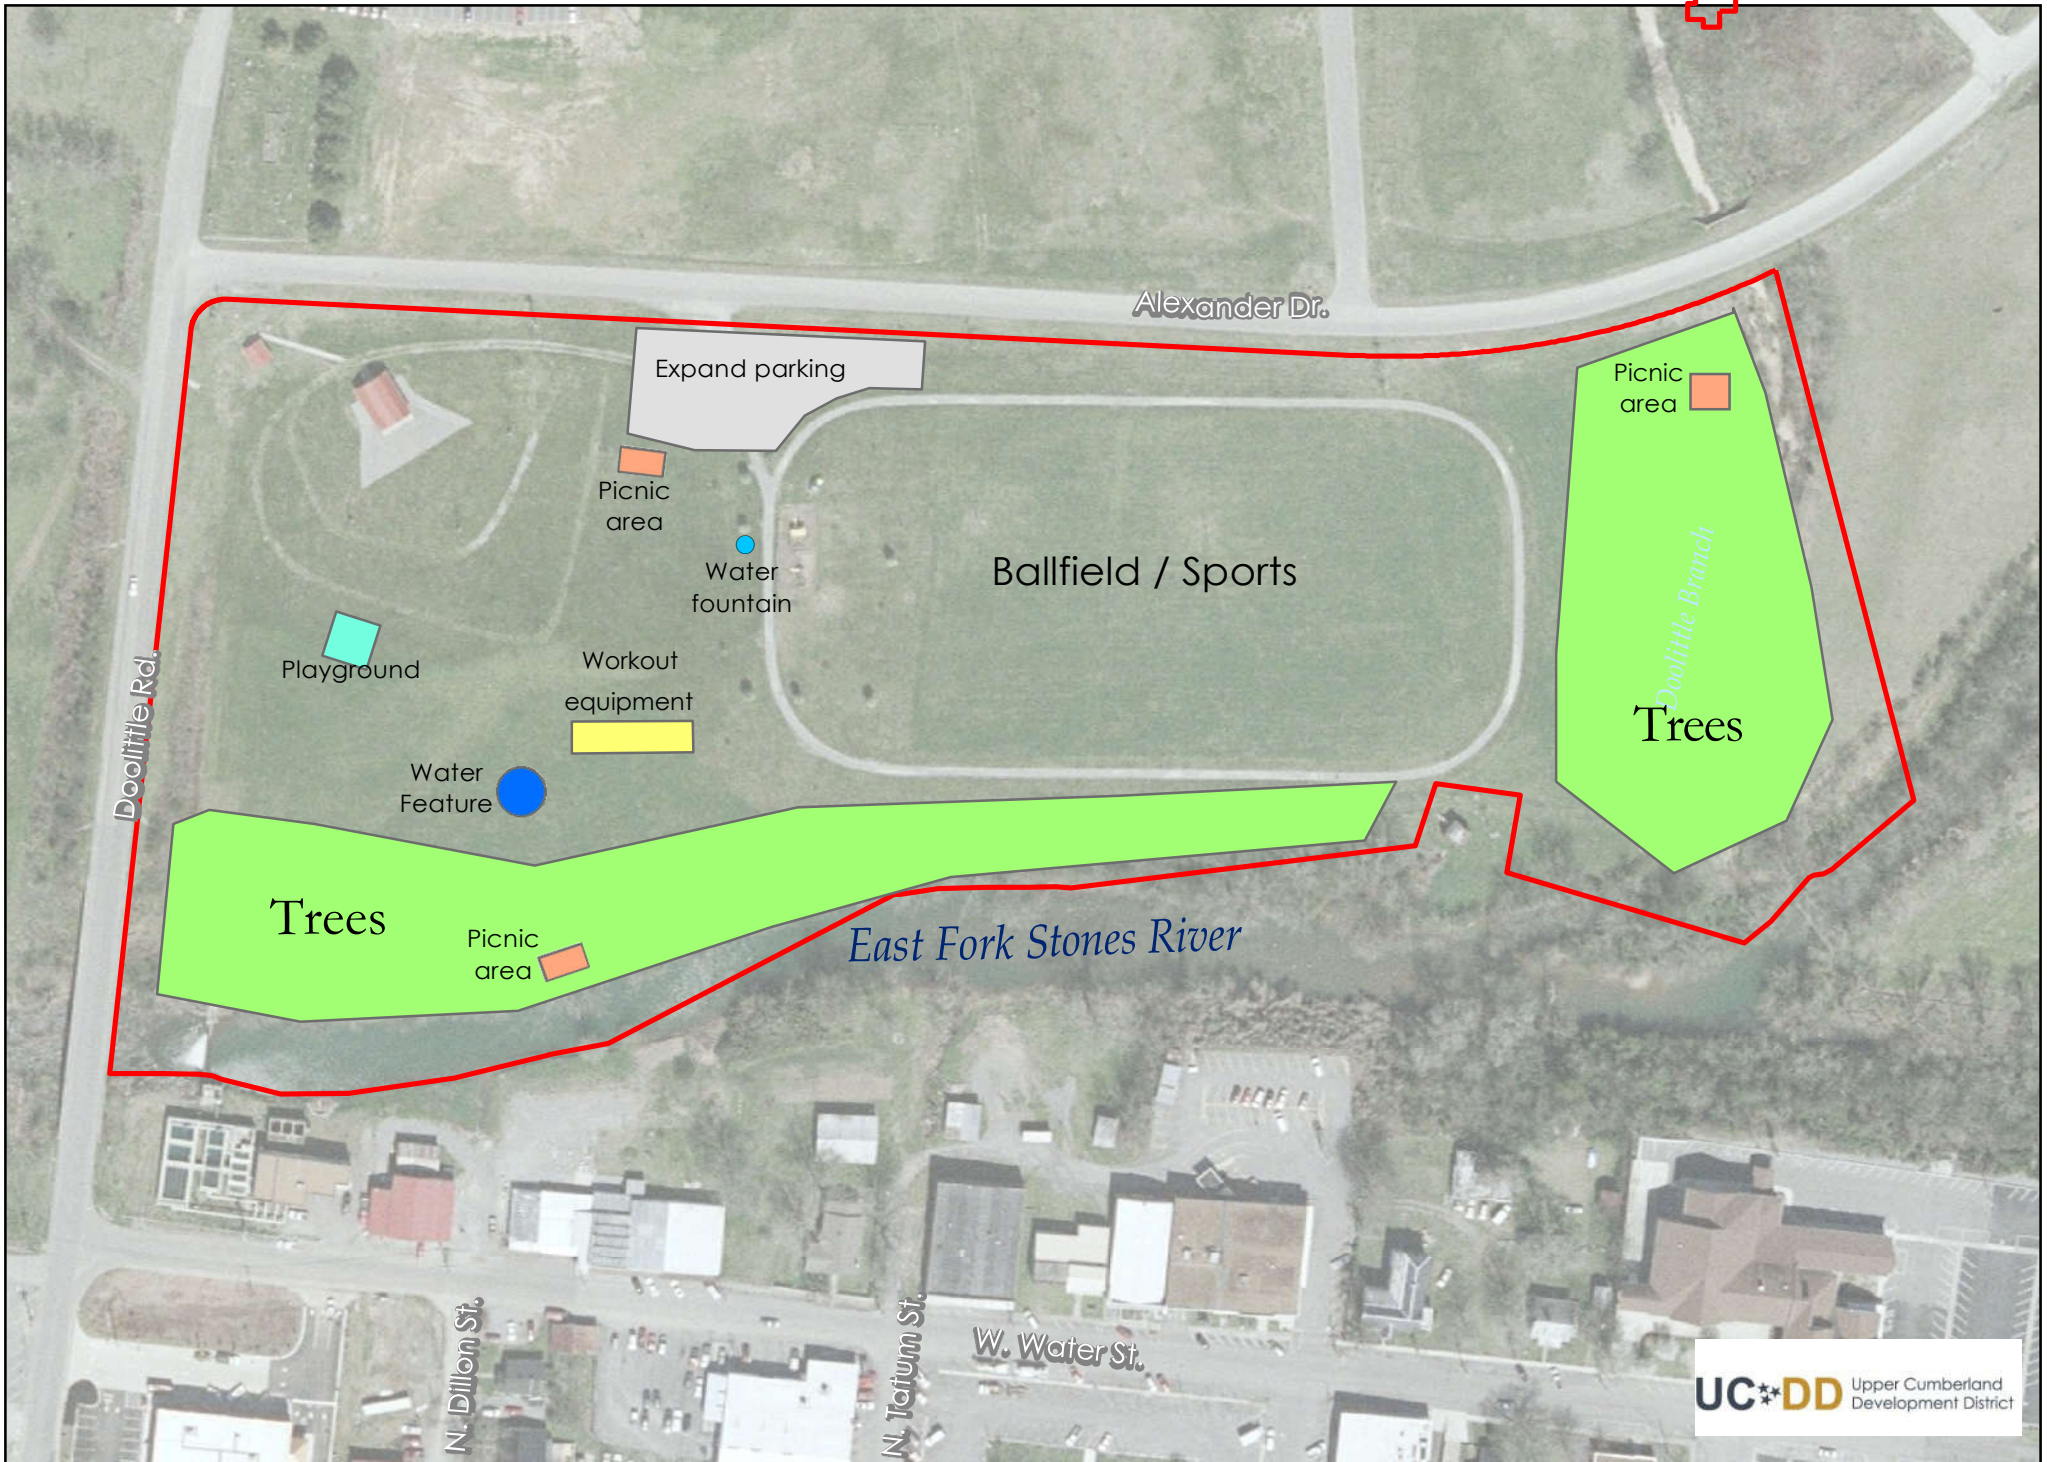 Alexander Dr.
Expand parking
Picnic
area
Picnic
area
Water
fountain
Ballfield / Sports
Doolittle Branch
Trees
Playground
Workout
equipment
Doolittle Rd.
Water
Feature
Trees
Picnic
area
East Fork Stones River
N. Dillon St.
N. Tatum St.
W. Water St.
UC DD Upper Cumberland
Development District